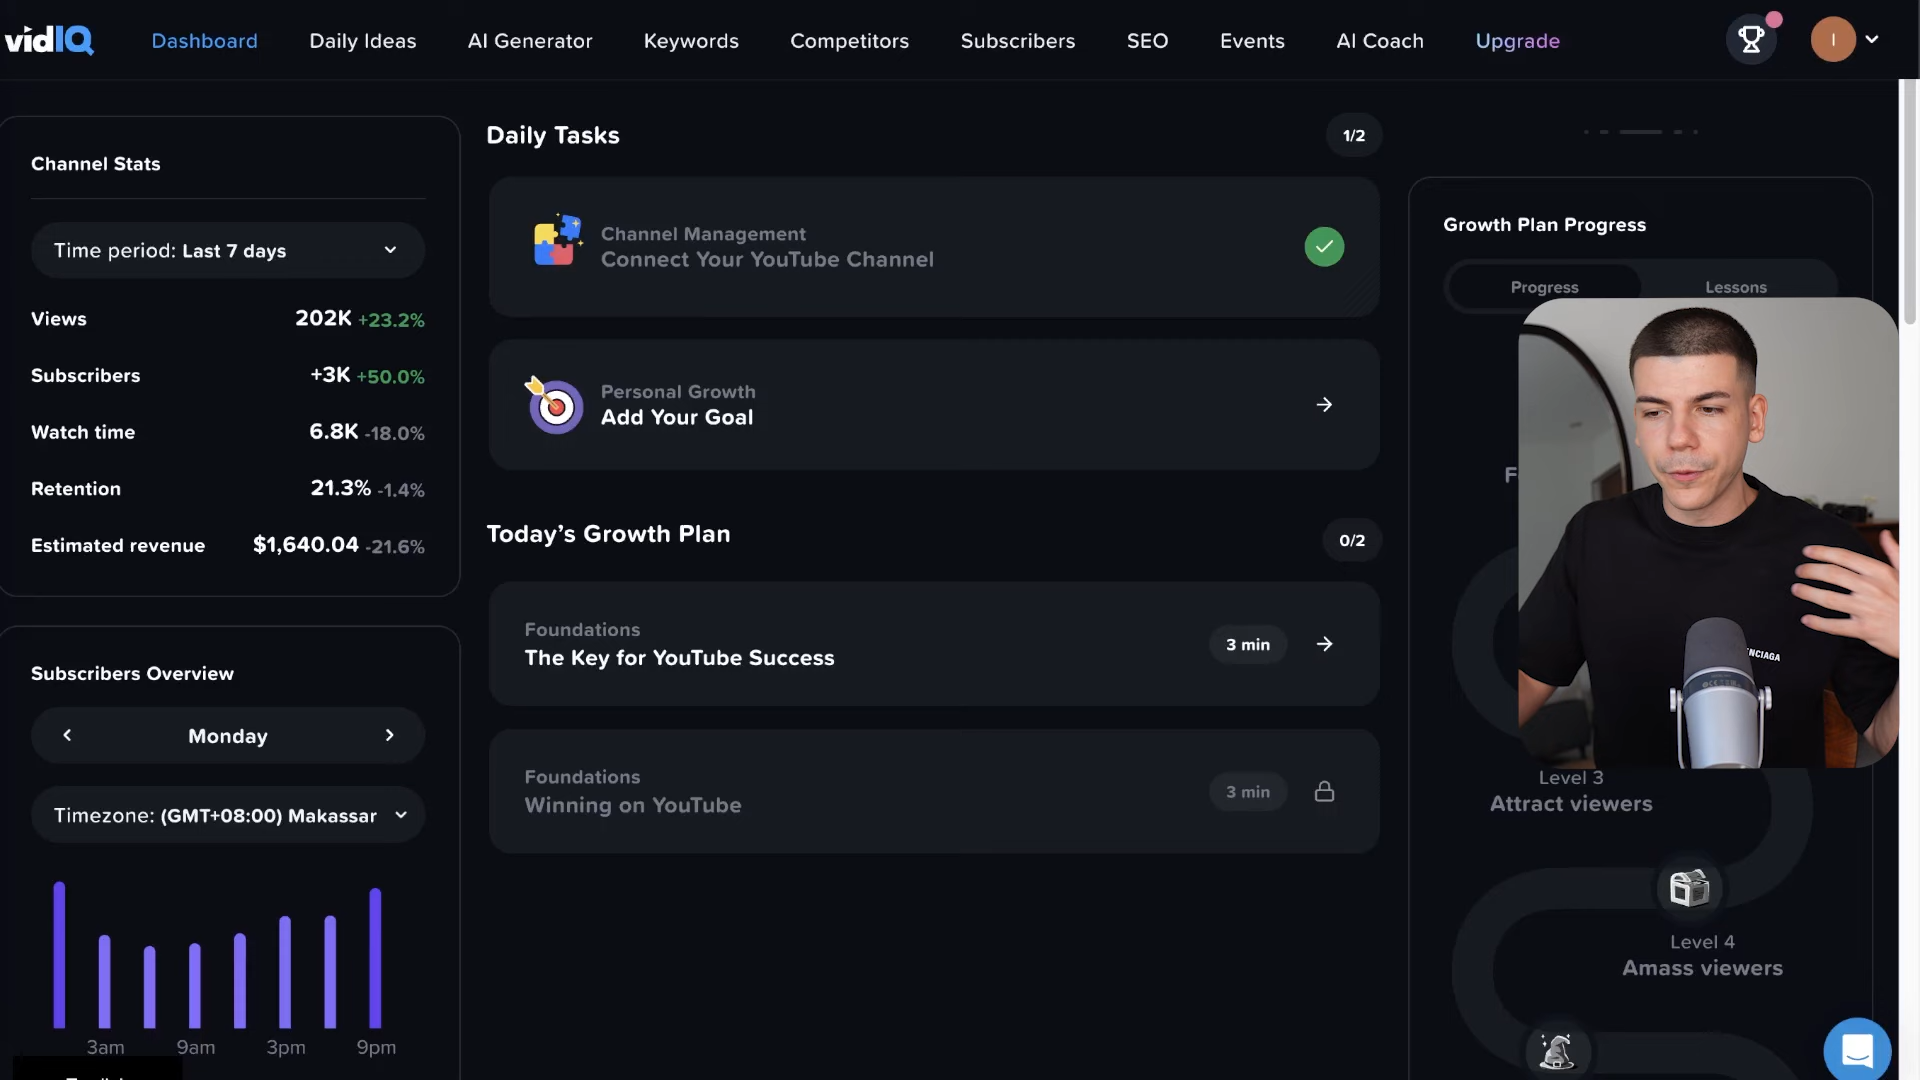 vidIQ
Dashboard
Daily Ideas
AI Generator
Keywords
Competitors
Subscribers
SEO
Events
AI Coach
Upgrade
I
Channel Stats
Time period: Last 7 days
Views 202K +23.2%
Subscribers +3K +50.0%
Watch time 6.8K -18.0%
Retention 21.3% -1.4%
Estimated revenue $1,640.04 -21.6%
Subscribers Overview
Monday
Timezone: (GMT+08:00) Makassar
3am 9am 3pm 9pm
Daily Tasks 1/2
Channel Management
Connect Your YouTube Channel
Personal Growth
Add Your Goal
Today's Growth Plan 0/2
Foundations
The Key for YouTube Success
3 min
Foundations
Winning on YouTube
3 min
Growth Plan Progress
Progress Lessons
Level 3
Attract viewers
Level 4
Amass viewers